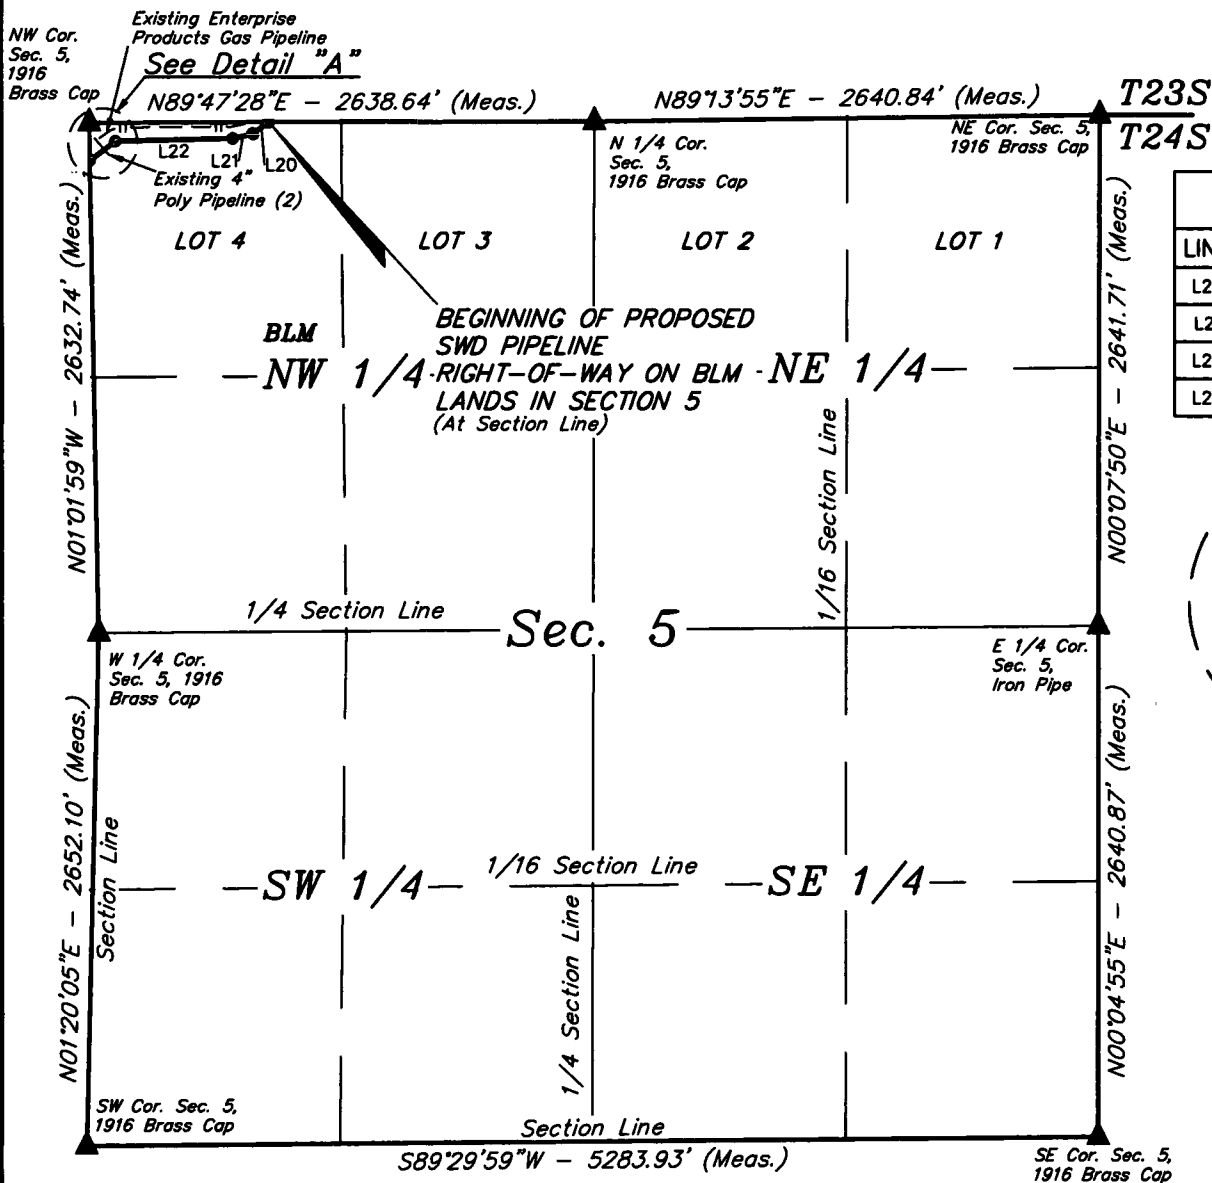 Existing Enterprise
Products Gas Pipeline
NW Cor.
Sec. 5,
1916
Brass Cap
See Detail "A"
N89°47'28"E - 2638.64' (Meas.)
N89°13'55"E - 2640.84' (Meas.)
T23S
T24S
NE Cor. Sec. 5,
1916 Brass Cap
N 1/4 Cor.
Sec. 5,
1916 Brass Cap
L22
L21
L20
Existing 4"
Poly Pipeline (2)
LOT 4
LOT 3
LOT 2
LOT 1
LIN
L2
L2
L2
L2
N01°01'59"W - 2632.74' (Meas.)
N00°07'50"E - 2641.71' (Meas.)
BLM
NW 1/4
NE 1/4
BEGINNING OF PROPOSED
SWD PIPELINE
RIGHT-OF-WAY ON BLM
LANDS IN SECTION 5
(At Section Line)
1/16 Section Line
1/4 Section Line
Sec. 5
W 1/4 Cor.
Sec. 5, 1916
Brass Cap
E 1/4 Cor.
Sec. 5,
Iron Pipe
N01°20'05"E - 2652.10' (Meas.)
Section Line
SW 1/4
1/16 Section Line
SE 1/4
1/4 Section Line
N00°04'55"E - 2640.87' (Meas.)
SW Cor. Sec. 5,
1916 Brass Cap
Section Line
S89°29'59"W - 5283.93' (Meas.)
SE Cor. Sec. 5,
1916 Brass Cap